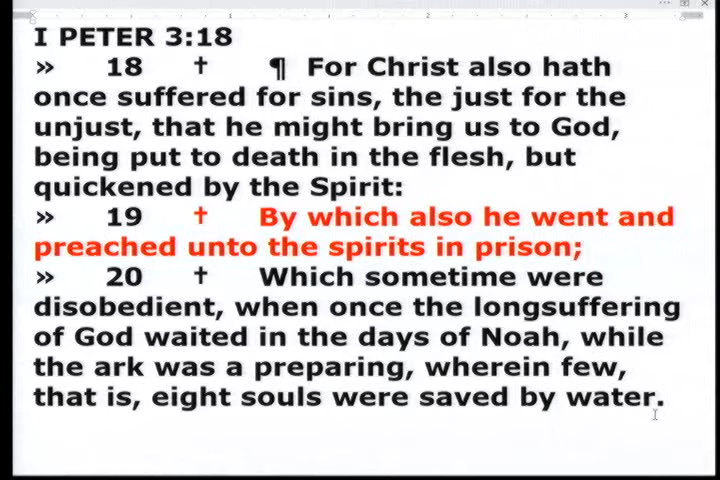 I PETER 3:18
» 18 † ¶ For Christ also hath
once suffered for sins, the just for the
unjust, that he might bring us to God,
being put to death in the flesh, but
quickened by the Spirit:
» 19 † By which also he went and
preached unto the spirits in prison;
» 20 † Which sometime were
disobedient, when once the longsuffering
of God waited in the days of Noah, while
the ark was a preparing, wherein few,
that is, eight souls were saved by water.